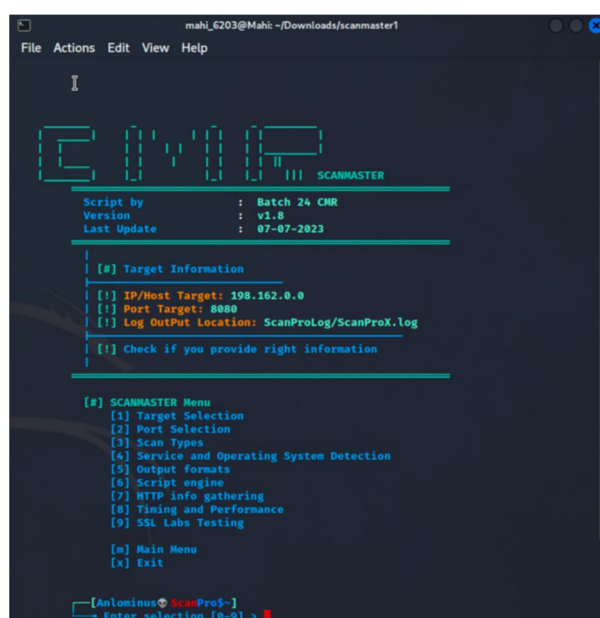 mahi_6203@Mahi: ~/Downloads/scanmaster1
File Actions Edit View Help
CMR
SCANMASTER
Script by : Batch 24 CMR
Version : v1.8
Last Update : 07-07-2023
[#] Target Information
[!] IP/Host Target: 198.162.0.0
[!] Port Target: 8080
[!] Log OutPut Location: ScanProLog/ScanProX.log
[!] Check if you provide right information
[#] SCANMASTER Menu
[1] Target Selection
[2] Port Selection
[3] Scan Types
[4] Service and Operating System Detection
[5] Output formats
[6] Script engine
[7] HTTP info gathering
[8] Timing and Performance
[9] SSL Labs Testing
[m] Main Menu
[x] Exit
[Anlominus💀ScanPro$~]
Enter selection [0-9] >